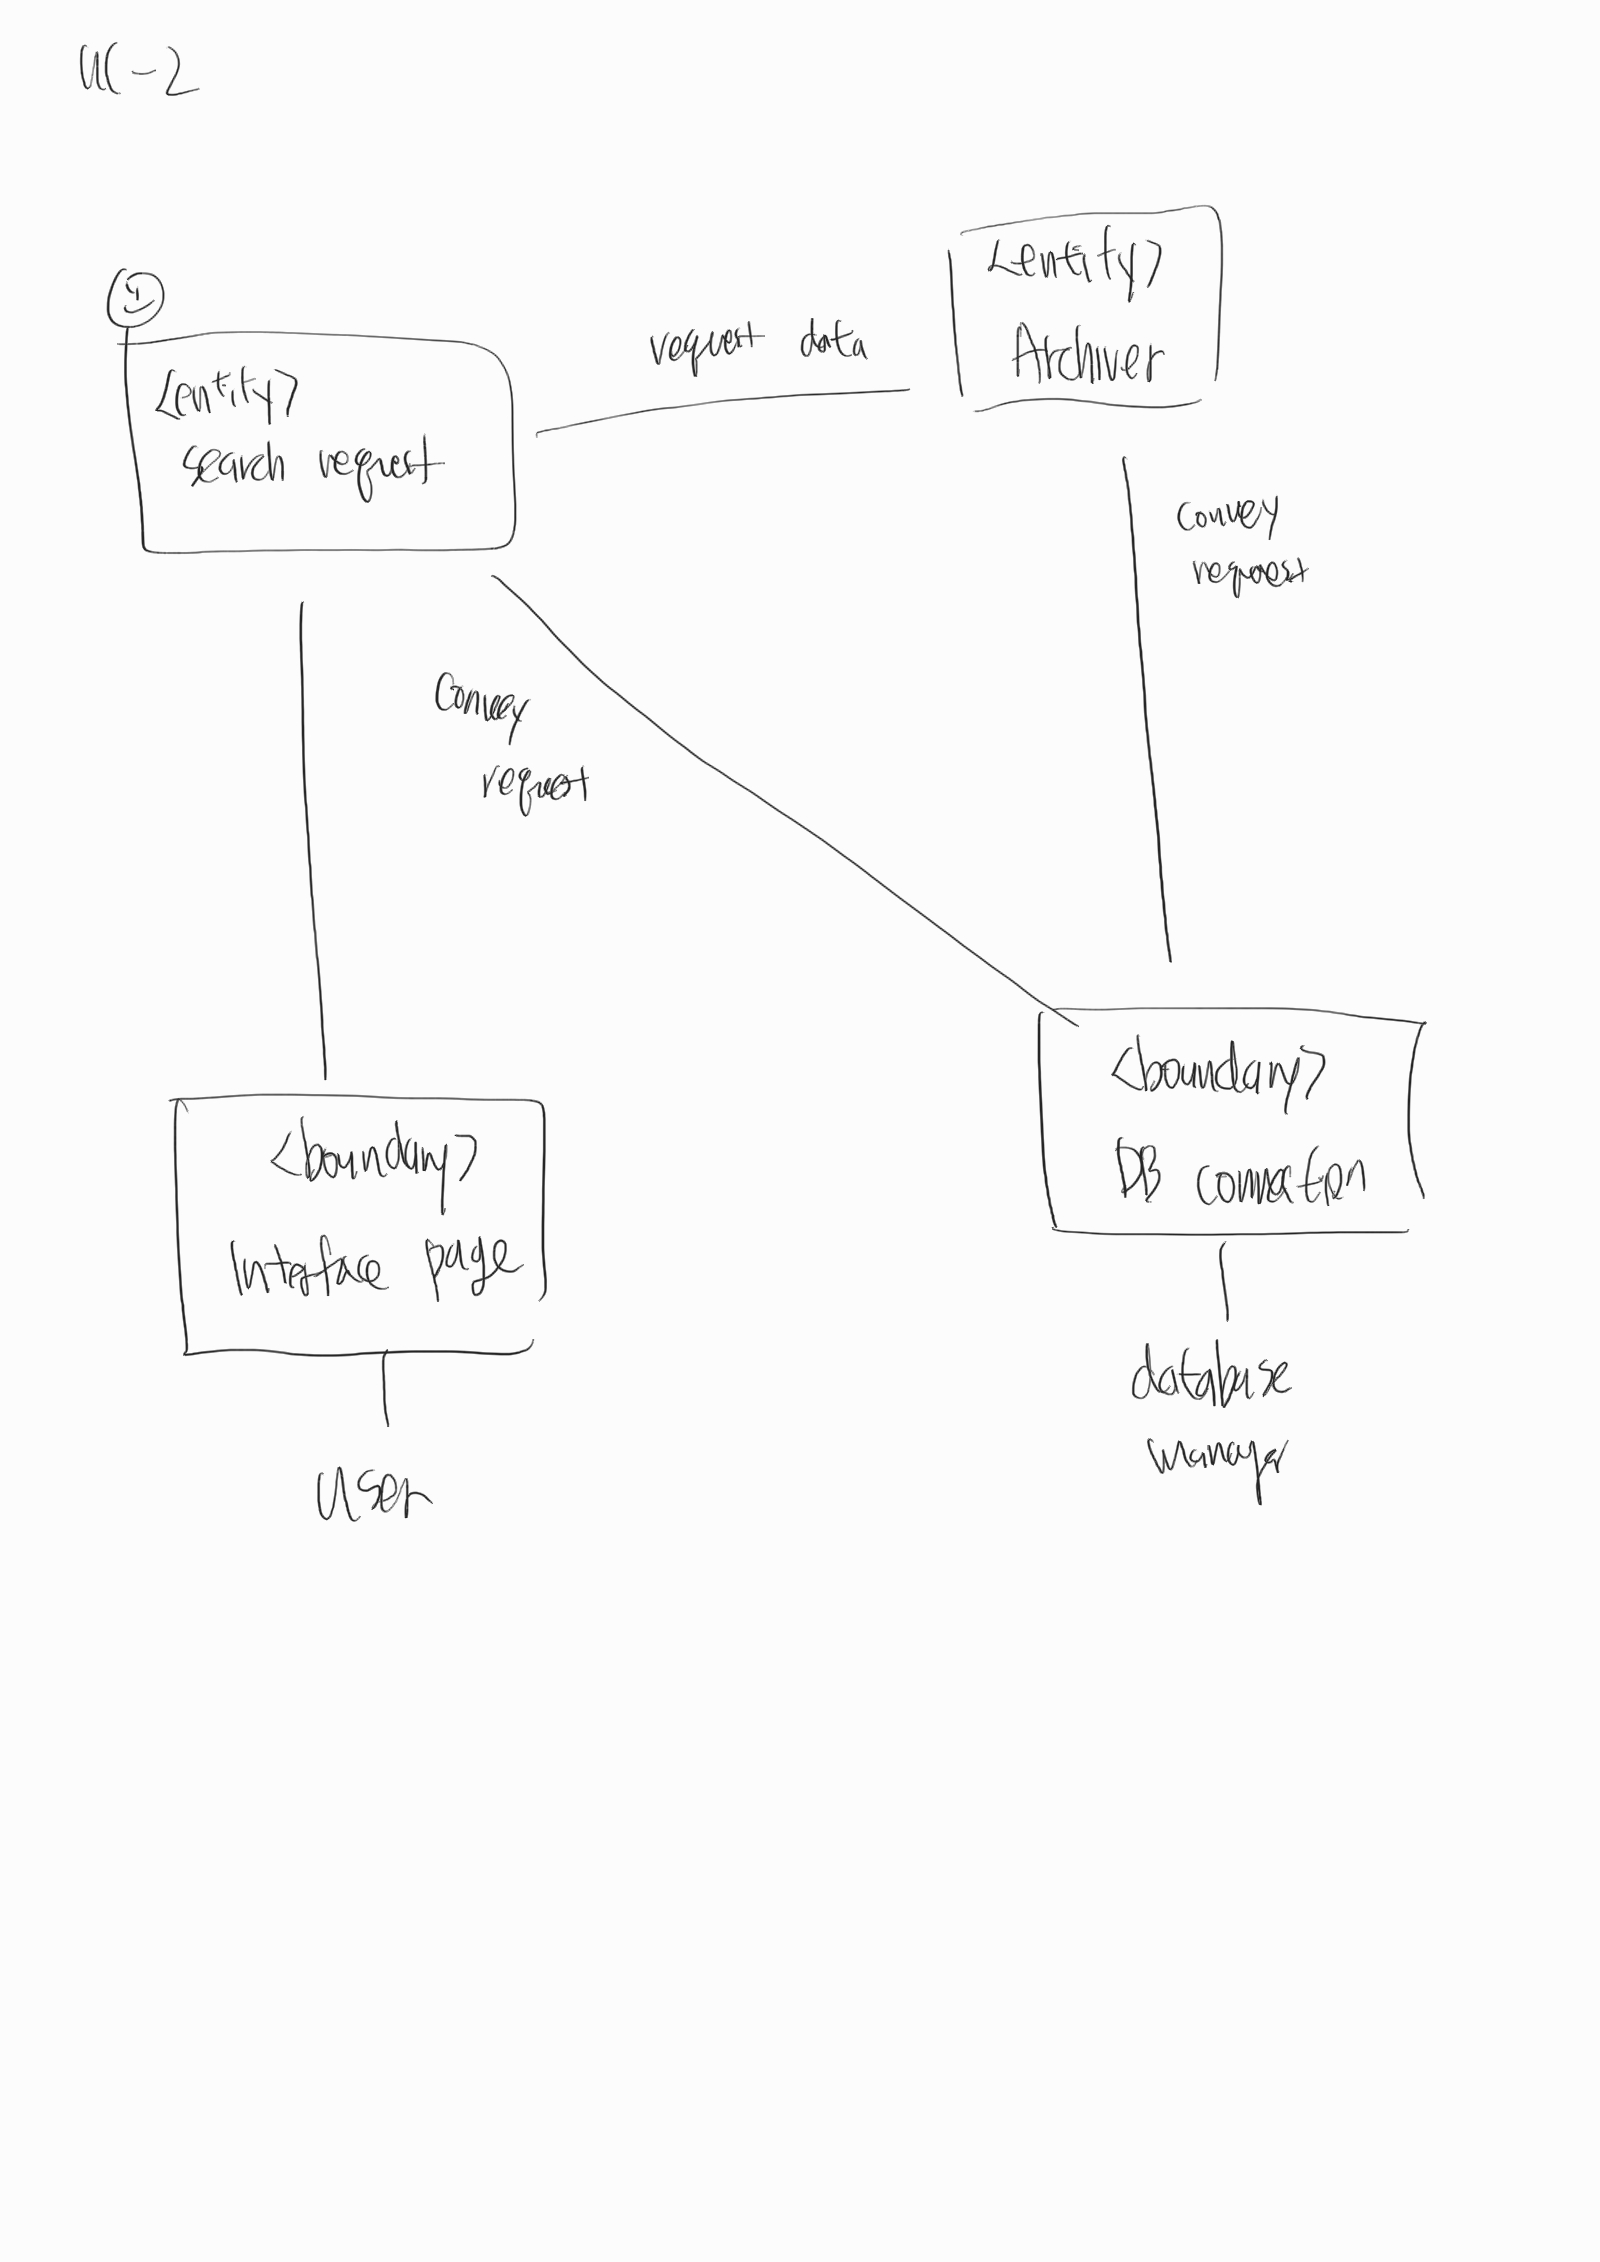 UC-2
<entity>
search request
request data
<entity>
Archiver
convey
request
Convey
request
<boundary>
Interface page
User
<boundary>
DB connection
database
manager